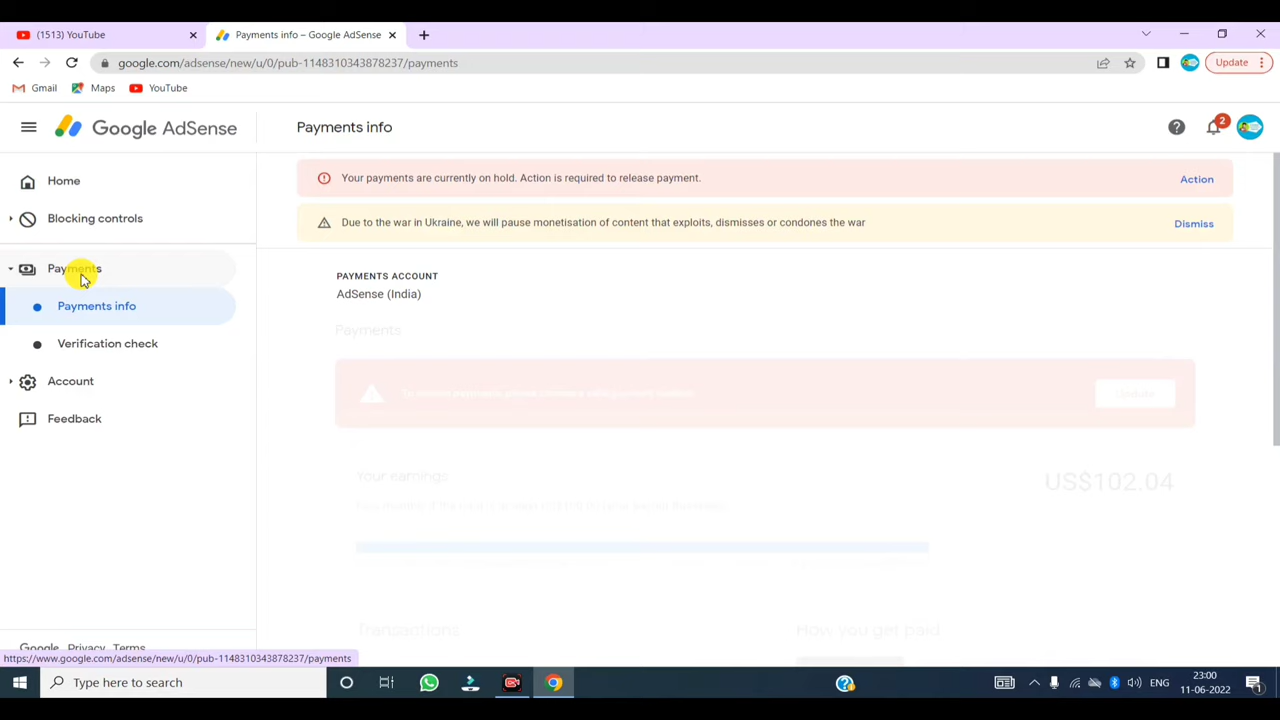 (1513) YouTube
Payments info – Google AdSense
google.com/adsense/new/u/0/pub-1148310343878237/payments
Update
Gmail
Maps
YouTube
Google AdSense
Payments info
2
Home
Your payments are currently on hold. Action is required to release payment.
Action
Blocking controls
Due to the war in Ukraine, we will pause monetisation of content that exploits, dismisses or condones the war
Dismiss
Payments
PAYMENTS ACCOUNT
AdSense (India)
Payments info
Payments
Verification check
Account
Feedback
Your earnings
US$102.04
Transactions
How you get paid
Google Privacy Terms
https://www.google.com/adsense/new/u/0/pub-1148310343878237/payments
Type here to search
ENG
23:00
11-06-2022
1